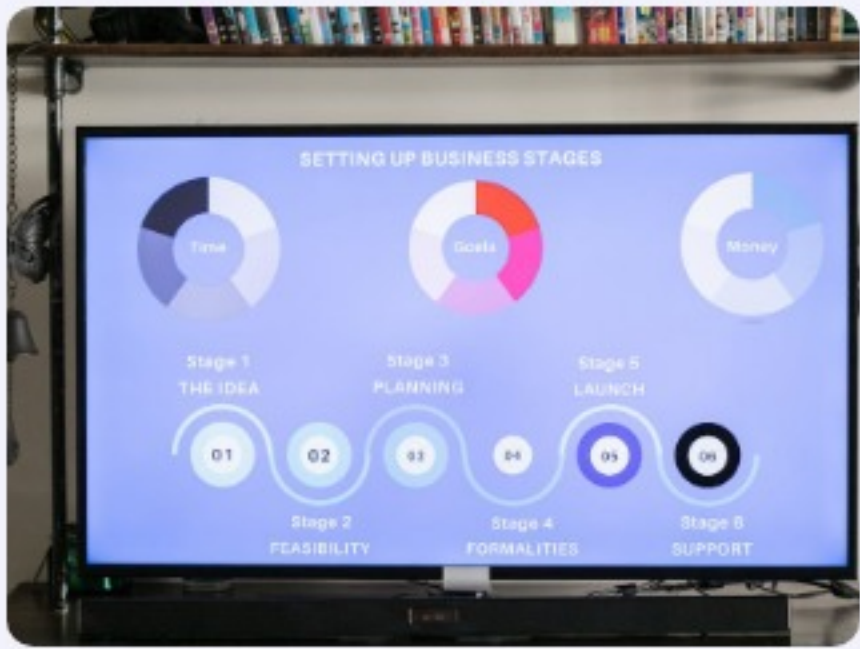 SETTING UP BUSINESS STAGES
Time
Goals
Money
Stage 1
THE IDEA
Stage 3
PLANNING
Stage 5
LAUNCH
01
02
03
04
05
06
Stage 2
FEASIBILITY
Stage 4
FORMALITIES
Stage 6
SUPPORT